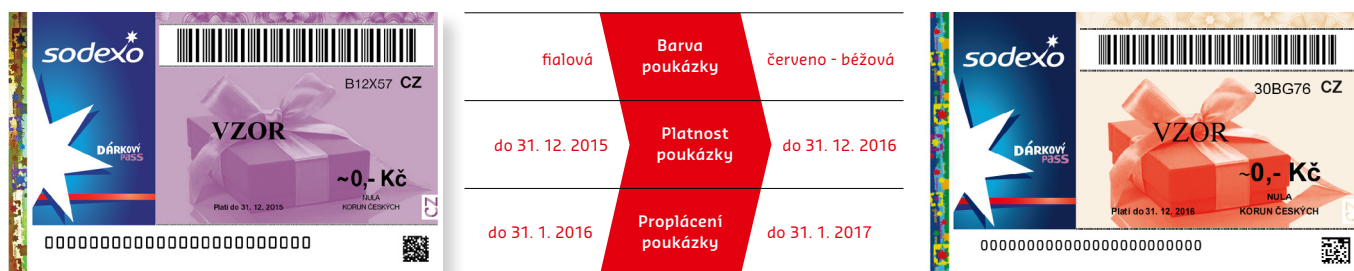 sodexo
B12X57 CZ
VZOR
DÁRKOVÝ
PASS
~0,- Kč
NULA
KORUN ČESKÝCH
Platí do 31. 12. 2015
CZ
000000000000000000000000
fialová
Barva
poukázky
červeno - béžová
do 31. 12. 2015
Platnost
poukázky
do 31. 12. 2016
do 31. 1. 2016
Proplácení
poukázky
do 31. 1. 2017
sodexo
30BG76 CZ
VZOR
DÁRKOVÝ
PASS
~0,- Kč
NULA
KORUN ČESKÝCH
Platí do 31. 12. 2016
CZ
0000000000000000000000000